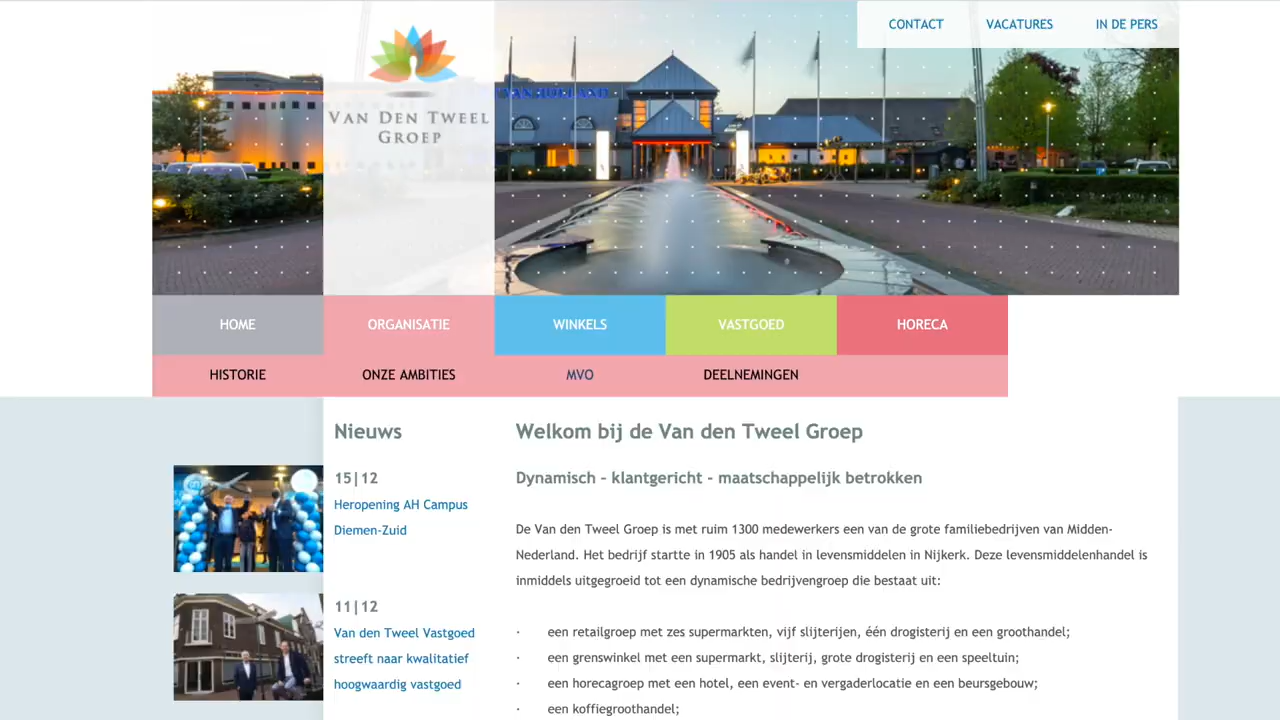 CONTACT VACATURES IN DE PERS
VAN DEN TWEEL
GROEP
HOME ORGANISATIE WINKELS VASTGOED HORECA
HISTORIE ONZE AMBITIES MVO DEELNEMINGEN
Nieuws
15|12
Heropening AH Campus
Diemen-Zuid
11|12
Van den Tweel Vastgoed
streeft naar kwalitatief
hoogwaardig vastgoed
Welkom bij de Van den Tweel Groep
Dynamisch - klantgericht - maatschappelijk betrokken
De Van den Tweel Groep is met ruim 1300 medewerkers een van de grote familiebedrijven van Midden-
Nederland. Het bedrijf startte in 1905 als handel in levensmiddelen in Nijkerk. Deze levensmiddelenhandel is
inmiddels uitgegroeid tot een dynamische bedrijvengroep die bestaat uit:
· een retailgroep met zes supermarkten, vijf slijterijen, één drogisterij en een groothandel;
· een grenswinkel met een supermarkt, slijterij, grote drogisterij en een speeltuin;
· een horecagroep met een hotel, een event- en vergaderlocatie en een beursgebouw;
· een koffiegroothandel;